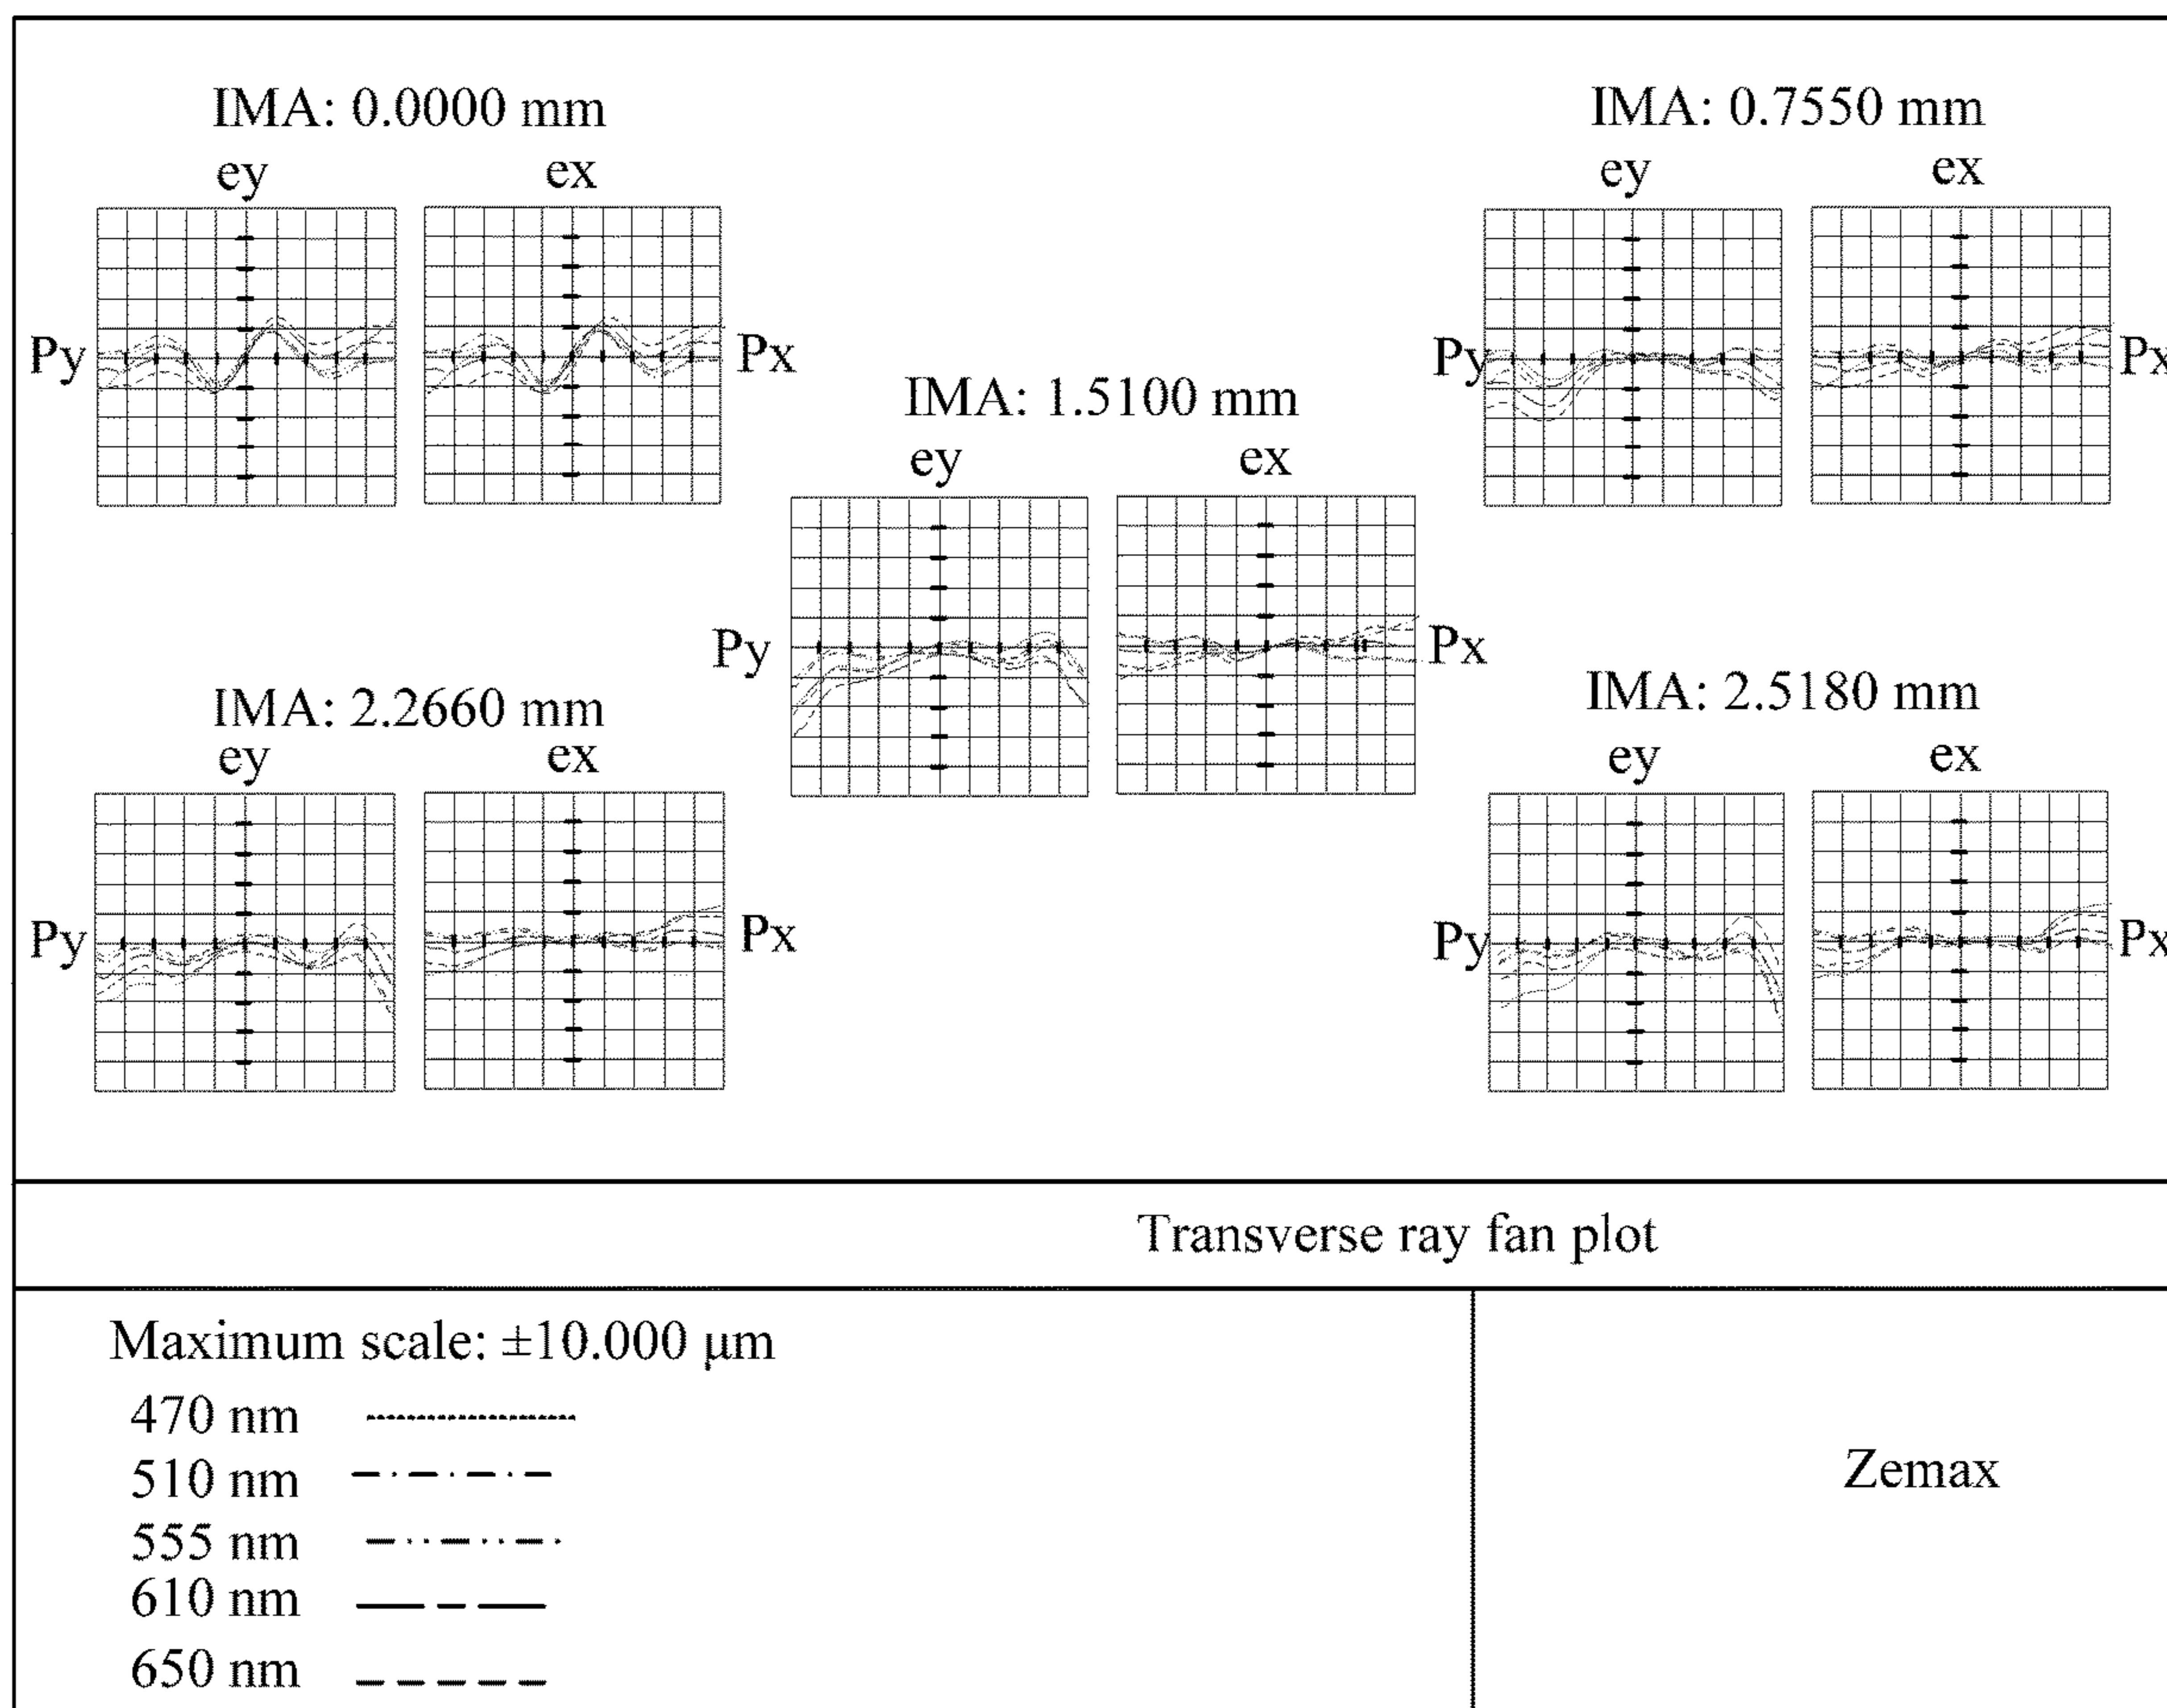 IMA: 0.0000 mm
ey ex
Py Px
IMA: 0.7550 mm
ey ex
Py Px
IMA: 1.5100 mm
ey ex
Py Px
IMA: 2.2660 mm
ey ex
Py Px
IMA: 2.5180 mm
ey ex
Py Px
Transverse ray fan plot
Maximum scale: ±10.000 μm
470 nm
510 nm
555 nm
610 nm
650 nm
Zemax